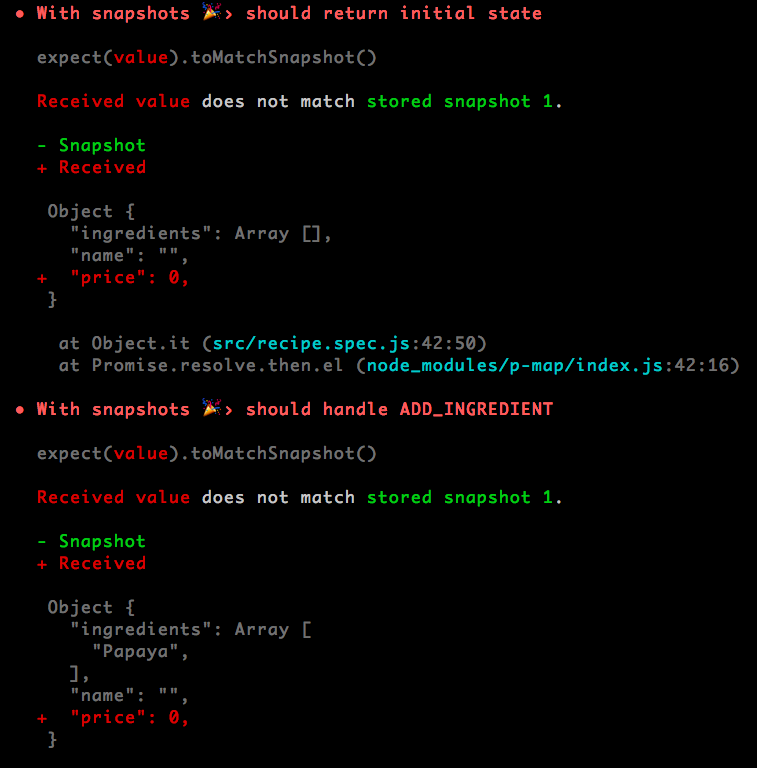 ● With snapshots 🎉› should return initial state
expect(value).toMatchSnapshot()
Received value does not match stored snapshot 1.
- Snapshot
+ Received
Object {
"ingredients": Array [],
"name": "",
+ "price": 0,
}
at Object.it (src/recipe.spec.js:42:50)
at Promise.resolve.then.el (node_modules/p-map/index.js:42:16)
● With snapshots 🎉› should handle ADD_INGREDIENT
expect(value).toMatchSnapshot()
Received value does not match stored snapshot 1.
- Snapshot
+ Received
Object {
"ingredients": Array [
"Papaya",
],
"name": "",
+ "price": 0,
}